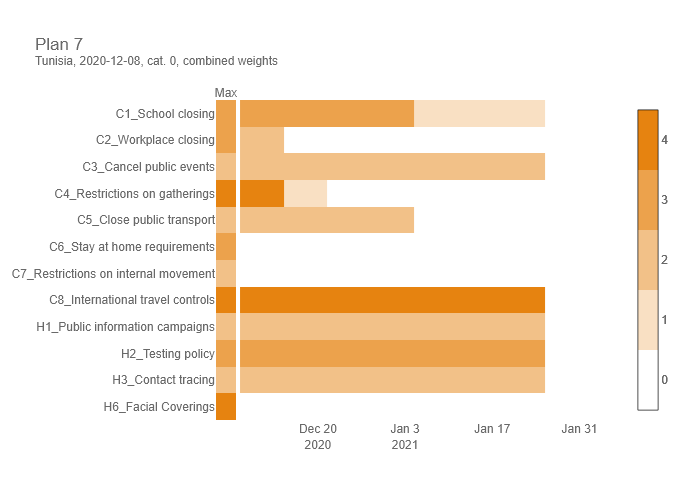 Plan 7
Tunisia, 2020-12-08, cat. 0, combined weights
Max
C1_School closing
C2_Workplace closing
C3_Cancel public events
C4_Restrictions on gatherings
C5_Close public transport
C6_Stay at home requirements
C7_Restrictions on internal movement
C8_International travel controls
H1_Public information campaigns
H2_Testing policy
H3_Contact tracing
H6_Facial Coverings
Dec 20 Jan 3 Jan 17 Jan 31
2020 2021
4
3
2
1
0